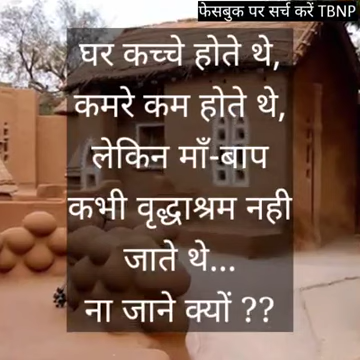 फेसबुक पर सर्च करें TBNP
घर कच्चे होते थे,
कमरे कम होते थे,
लेकिन माँ-बाप
कभी वृद्धाश्रम नही
जाते थे...
ना जाने क्यों ??